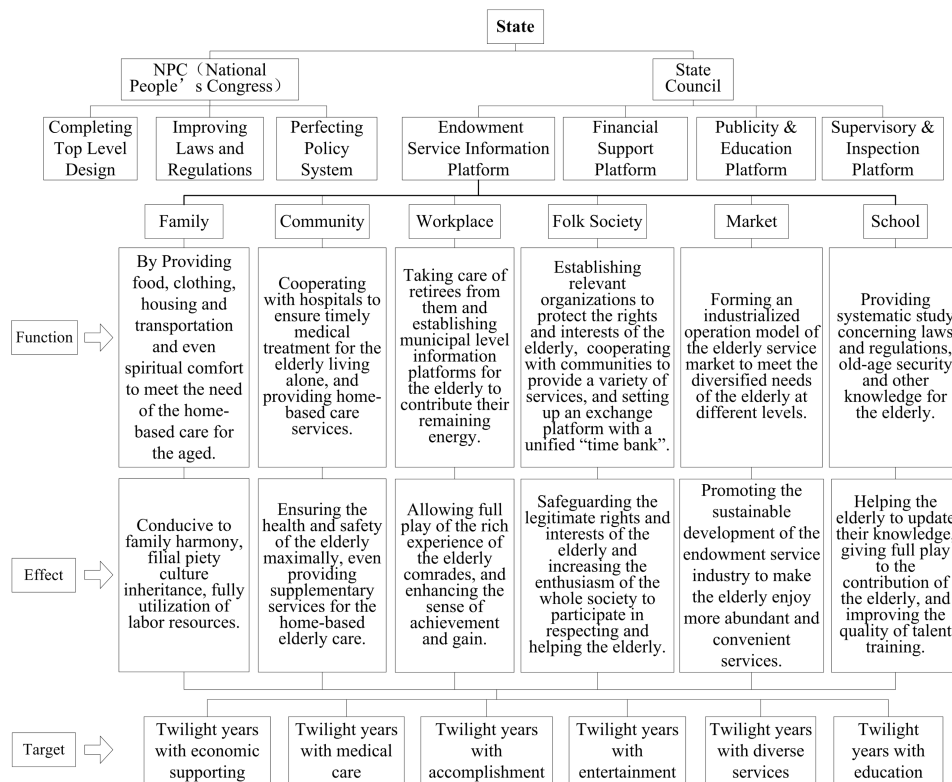 State
NPC（National
People’s Congress）
State
Council
Completing
Top Level
Design
Improving
Laws and
Regulations
Perfecting
Policy
System
Endowment
Service Information
Platform
Financial
Support
Platform
Publicity &
Education
Platform
Supervisory &
Inspection
Platform
Family
Community
Workplace
Folk Society
Market
School
Function
By Providing
food, clothing,
housing and
transportation
and even
spiritual comfort
to meet the need
of the home-
based care for
the aged.
Cooperating
with hospitals to
ensure timely
medical
treatment for the
elderly living
alone, and
providing home-
based care
services.
Taking care of
retirees from
them and
establishing
municipal level
information
platforms for
the elderly to
contribute their
remaining
energy.
Establishing
relevant
organizations to
protect the rights
and interests of the
elderly, cooperating
with communities to
provide a variety of
services, and setting
up an exchange
platform with a
unified “time bank”.
Forming an
industrialized
operation model of
the elderly service
market to meet the
diversified needs of
the elderly at
different levels.
Providing
systematic study
concerning laws
and regulations,
old-age security
and other
knowledge for
the elderly.
Effect
Conducive to
family harmony,
filial piety
culture
inheritance, fully
utilization of
labor resources.
Ensuring the
health and safety
of the elderly
maximally, even
providing
supplementary
services for the
home-based
elderly care.
Allowing full
play of the rich
experience of
the elderly
comrades, and
enhancing the
sense of
achievement
and gain.
Safeguarding the
legitimate rights and
interests of the
elderly and
increasing the
enthusiasm of the
whole society to
participate in
respecting and
helping the elderly.
Promoting the
sustainable
development of the
endowment service
industry to make
the elderly enjoy
more abundant and
convenient
services.
Helping the
elderly to update
their knowledge,
giving full play
to the
contribution of
the elderly, and
improving the
quality of talent
training.
Target
Twilight years
with economic
supporting
Twilight years
with medical
care
Twilight years
with
accomplishment
Twilight years
with
entertainment
Twilight years
with diverse
services
Twilight
years with
education